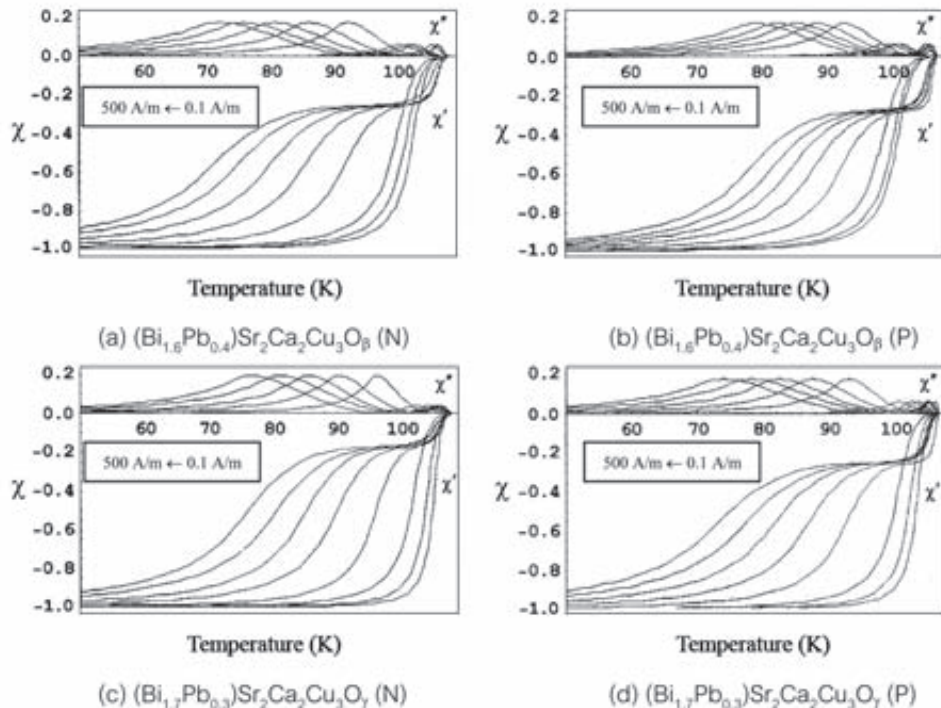 0.2
0.0
-0.2
-0.4
-0.6
-0.8
-1.0
χ
60 70 80 90 100
χ"
500 A/m ← 0.1 A/m
χ'
Temperature (K)
(a) (Bi1.6Pb0.4)Sr2Ca2Cu3Oβ (N)
0.2
0.0
-0.2
-0.4
-0.6
-0.8
-1.0
χ
60 70 80 90 100
χ"
500 A/m ← 0.1 A/m
χ'
Temperature (K)
(b) (Bi1.6Pb0.4)Sr2Ca2Cu3Oβ (P)
0.2
0.0
-0.2
-0.4
-0.6
-0.8
-1.0
χ
60 70 80 90 100
χ"
500 A/m ← 0.1 A/m
χ'
Temperature (K)
(c) (Bi1.7Pb0.3)Sr2Ca2Cu3Oγ (N)
0.2
0.0
-0.2
-0.4
-0.6
-0.8
-1.0
χ
60 70 80 90 100
χ"
500 A/m ← 0.1 A/m
χ'
Temperature (K)
(d) (Bi1.7Pb0.3)Sr2Ca2Cu3Oγ (P)